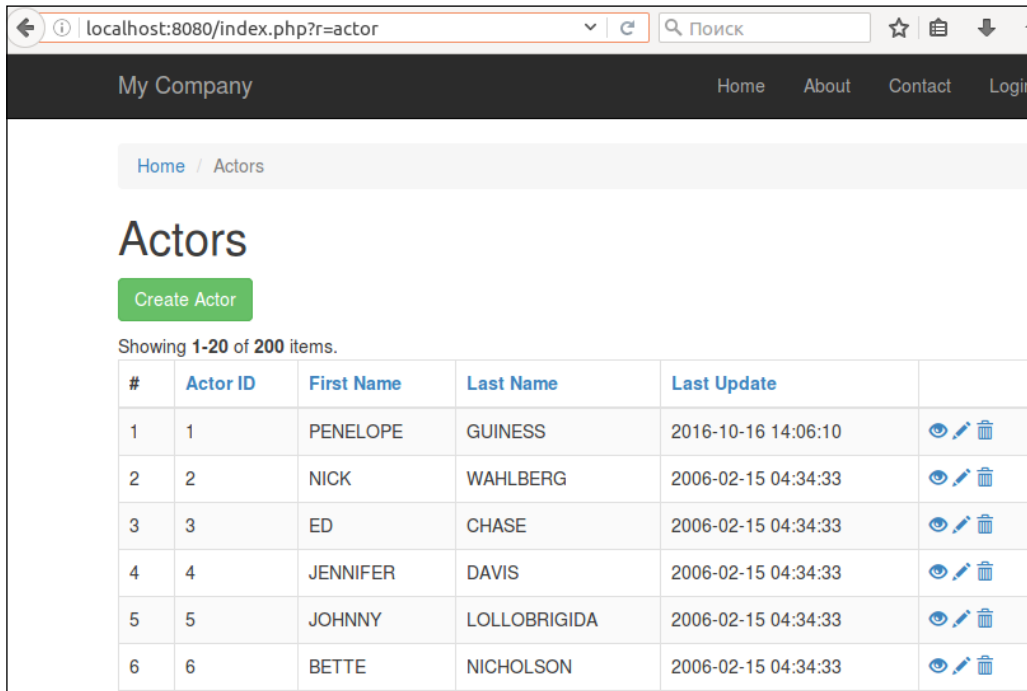 localhost:8080/index.php?r=actor Поиск
My Company Home About Contact Login
Home / Actors
Actors
Create Actor
Showing 1-20 of 200 items.
# Actor ID First Name Last Name Last Update
1 1 PENELOPE GUINESS 2016-10-16 14:06:10
2 2 NICK WAHLBERG 2006-02-15 04:34:33
3 3 ED CHASE 2006-02-15 04:34:33
4 4 JENNIFER DAVIS 2006-02-15 04:34:33
5 5 JOHNNY LOLLOBRIGIDA 2006-02-15 04:34:33
6 6 BETTE NICHOLSON 2006-02-15 04:34:33